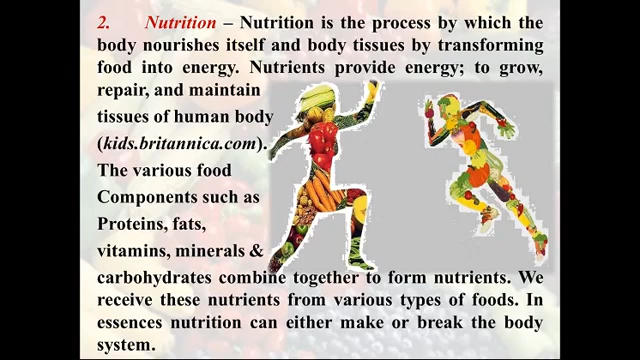 2. Nutrition – Nutrition is the process by which the
body nourishes itself and body tissues by transforming
food into energy. Nutrients provide energy; to grow,
repair, and maintain
tissues of human body
(kids.britannica.com).
The various food
Components such as
Proteins, fats,
vitamins, minerals &
carbohydrates combine together to form nutrients. We
receive these nutrients from various types of foods. In
essences nutrition can either make or break the body
system.